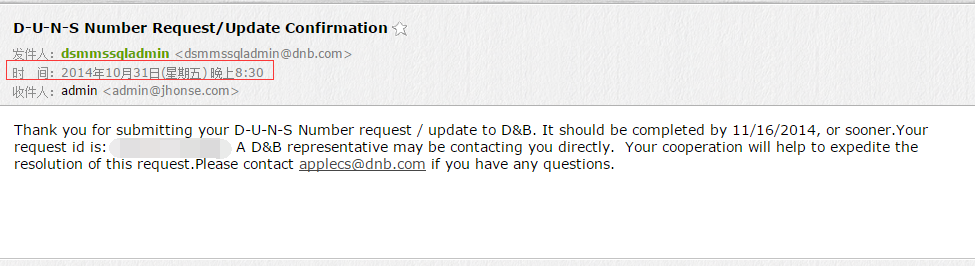 D-U-N-S Number Request/Update Confirmation
发件人：dsmmssqladmin <dsmmssqladmin@dnb.com>
时 间：2014年10月31日(星期五) 晚上8:30
收件人：admin <admin@jhonse.com>
Thank you for submitting your D-U-N-S Number request / update to D&B. It should be completed by 11/16/2014, or sooner.Your
request id is: A D&B representative may be contacting you directly.  Your cooperation will help to expedite the
resolution of this request.Please contact applecs@dnb.com if you have any questions.